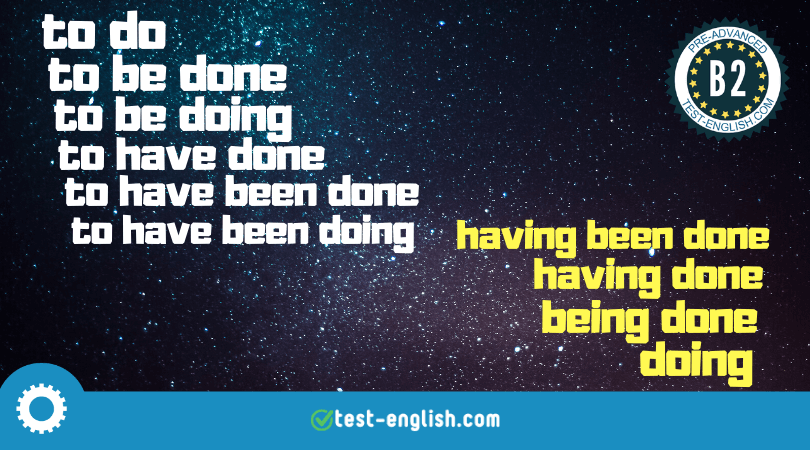 to do
to be done
to be doing
to have done
to have been done
to have been doing
PRE-ADVANCED
B2
TEST-ENGLISH.COM
having been done
having done
being done
doing
test-english.com